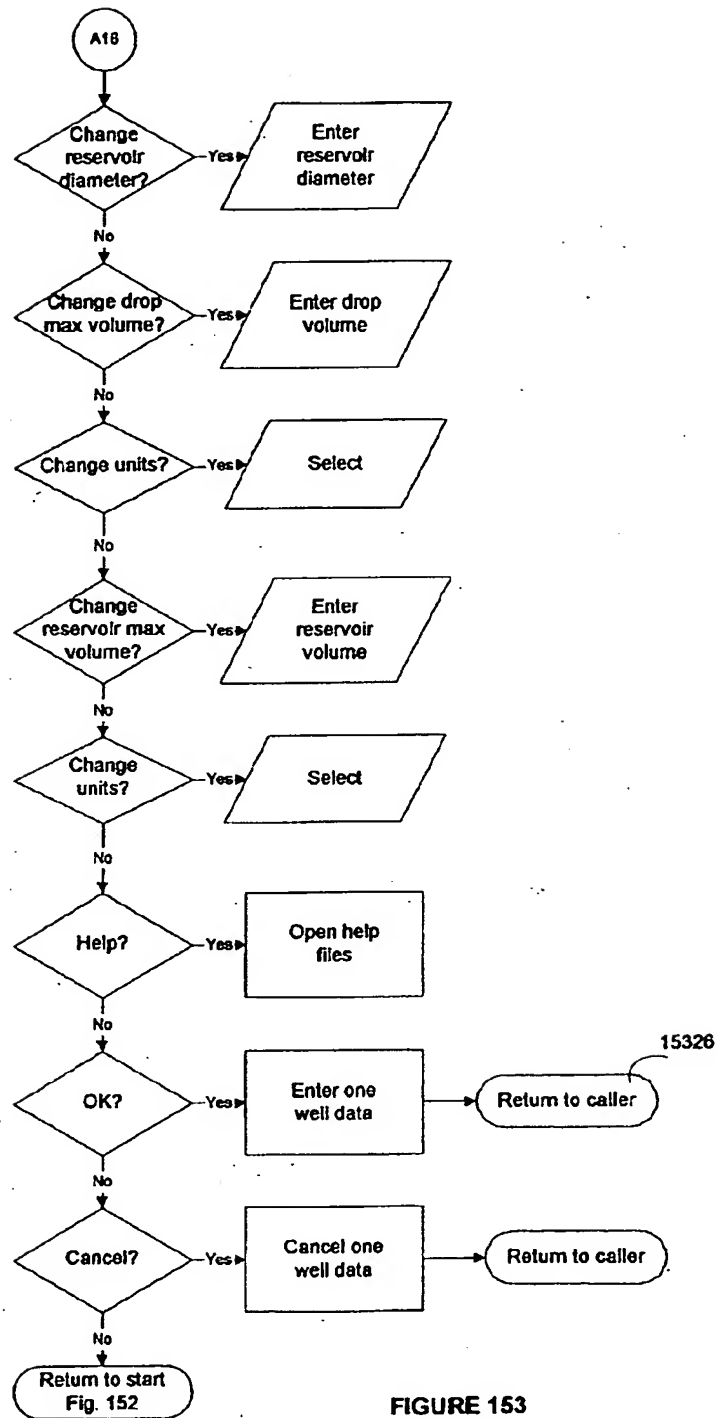 A16
Change
reservoir
diameter?
Yes
Enter
reservoir
diameter
No
Change drop
max volume?
Yes
Enter drop
volume
No
Change units?
Yes
Select
No
Change
reservoir max
volume?
Yes
Enter
reservoir
volume
No
Change
units?
Yes
Select
No
Help?
Yes
Open help
files
No
OK?
Yes
Enter one
well data
15326
Return to caller
No
Cancel?
Yes
Cancel one
well data
Return to caller
No
Return to start
Fig. 152
FIGURE 153